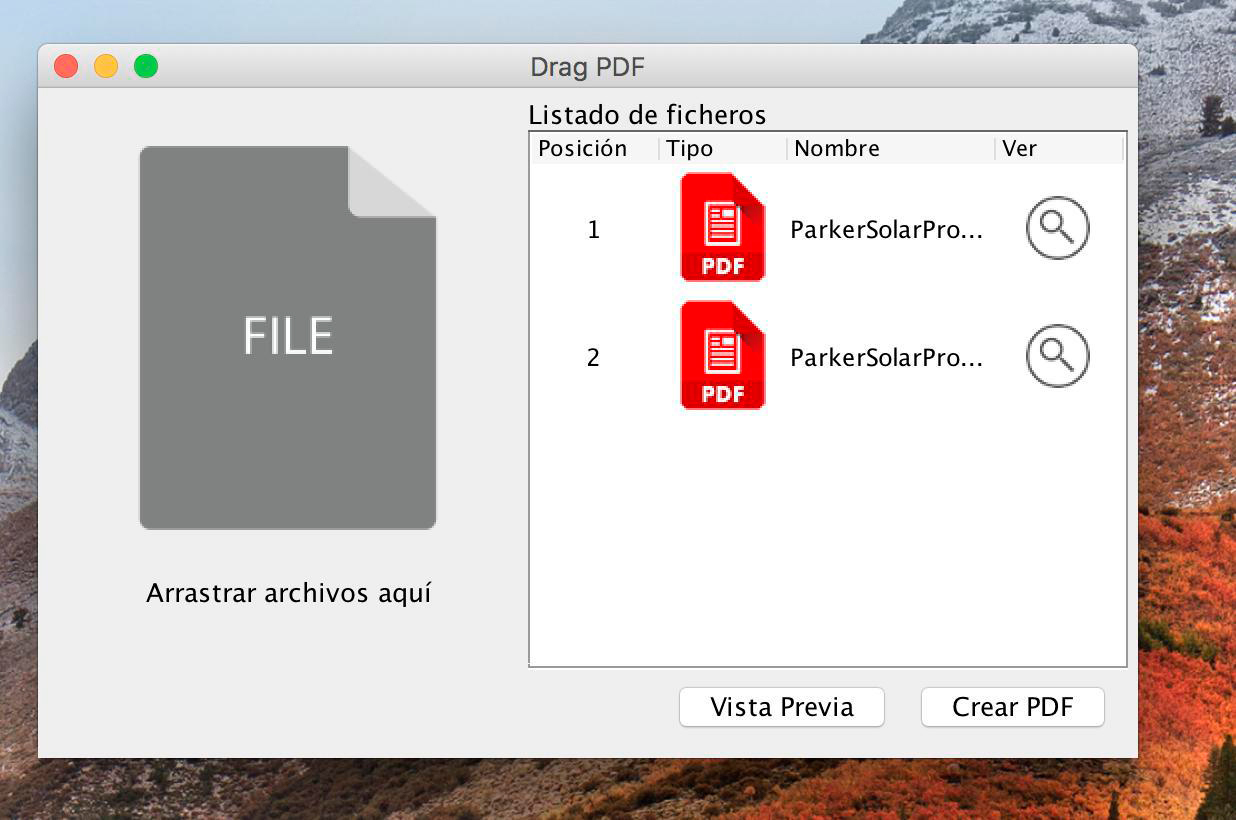 Drag PDF
FILE
Arrastrar archivos aquí
Listado de ficheros
Posición Tipo Nombre Ver
1 PDF ParkerSolarPro...
2 PDF ParkerSolarPro...
Vista Previa Crear PDF